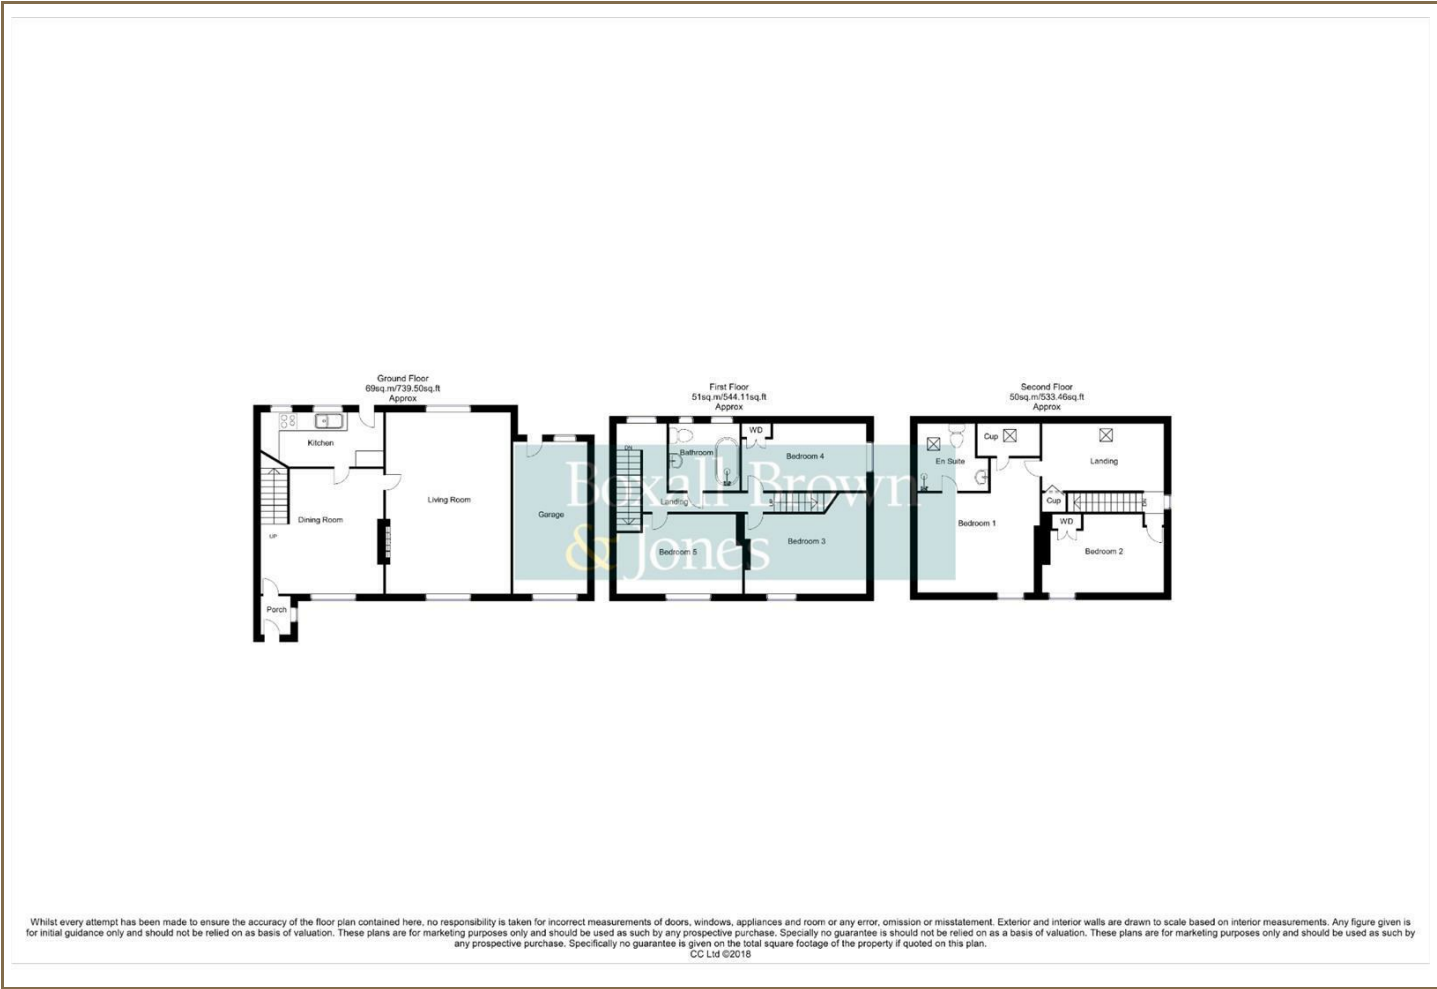 Ground Floor
69sq.m/739.50sq.ft
Approx
Kitchen
Dining Room
UP
Porch
Living Room
Garage
First Floor
51sq.m/544.11sq.ft
Approx
DN
Bathroom
WD
Bedroom 4
Landing
Bedroom 5
Bedroom 3
Second Floor
50sq.m/533.46sq.ft
Approx
En Suite
Cup
Landing
Cup
DN
Bedroom 1
WD
Bedroom 2
Boxall Brown
& Jones
Whilst every attempt has been made to ensure the accuracy of the floor plan contained here, no responsibility is taken for incorrect measurements of doors, windows, appliances and room or any error, omission or misstatement. Exterior and interior walls are drawn to scale based on interior measurements. Any figure given is
for initial guidance only and should not be relied on as basis of valuation. These plans are for marketing purposes only and should be used as such by any prospective purchase. Specially no guarantee is should not be relied on as a basis of valuation. These plans are for marketing purposes only and should be used as such by
any prospective purchase. Specifically no guarantee is given on the total square footage of the property if quoted on this plan.
CC Ltd ©2018